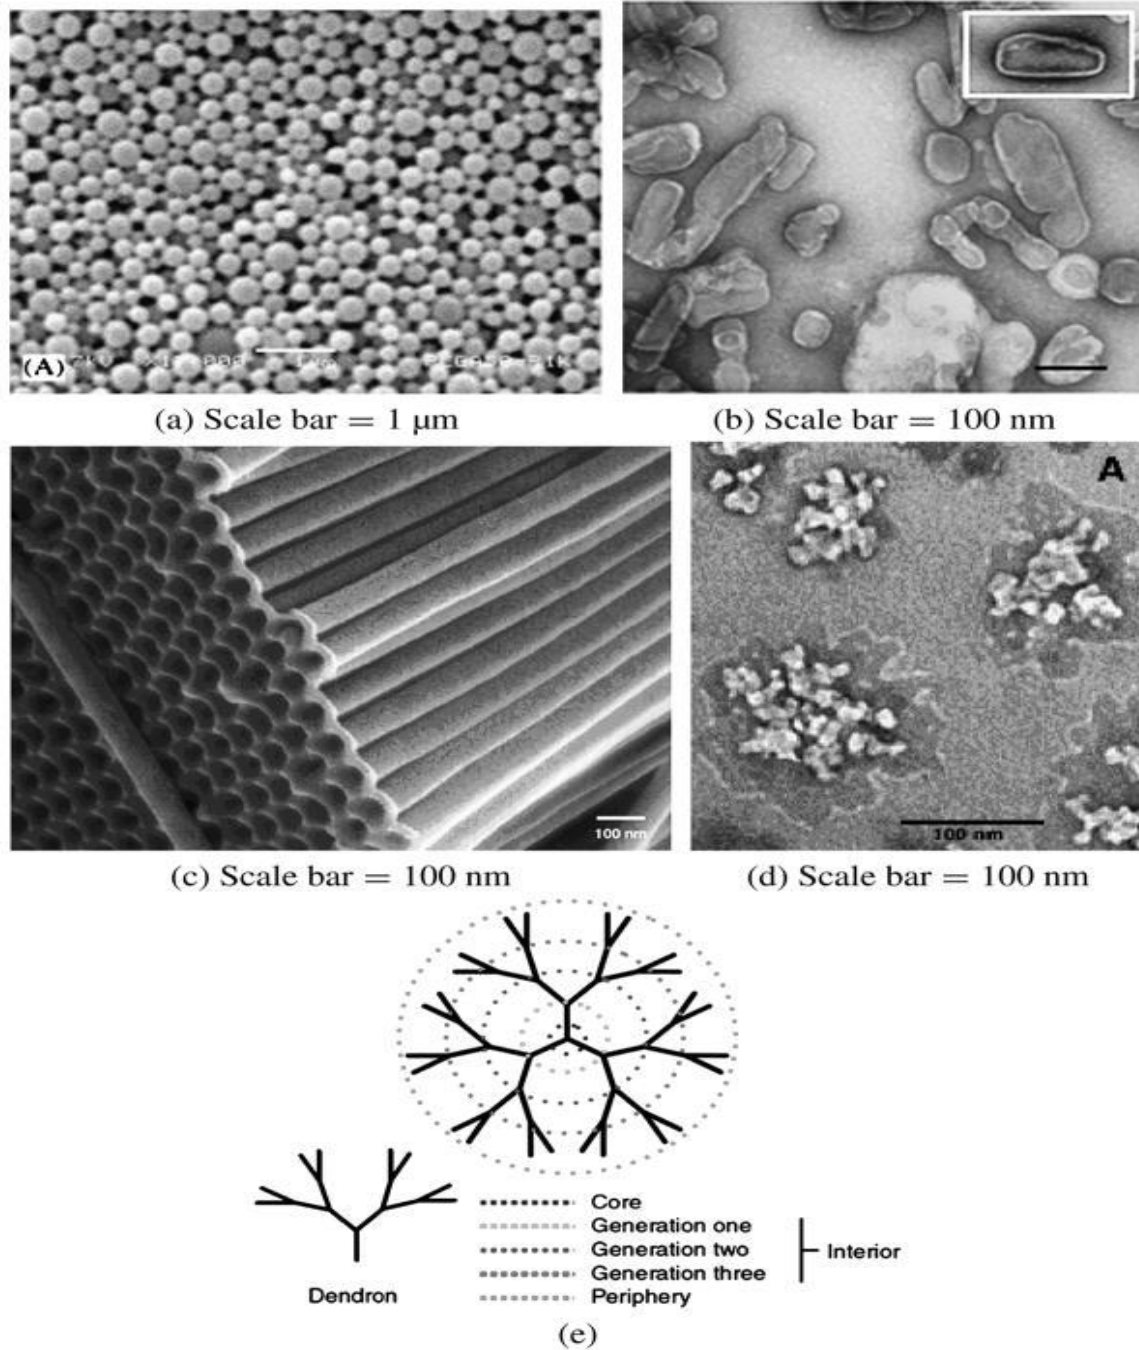 (A)
(a) Scale bar = 1 μm
(b) Scale bar = 100 nm
100 nm
(c) Scale bar = 100 nm
A
100 nm
(d) Scale bar = 100 nm
Core
Generation one
Generation two
Generation three
Periphery
Interior
Dendron
(e)